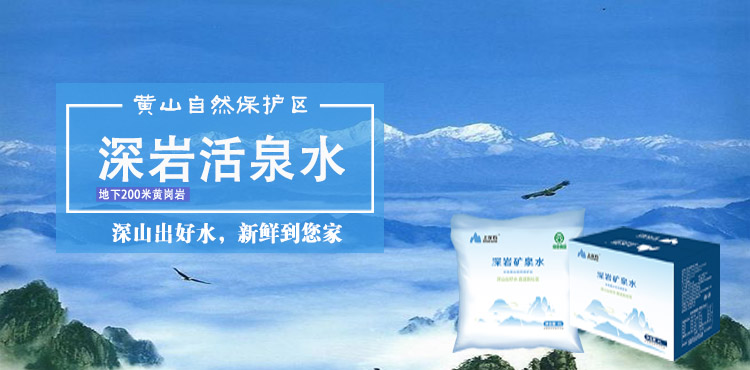 黄山自然保护区
深岩活泉水
地下200米黄岗岩
深山出好水，新鲜到您家
深岩矿泉水
深岩矿泉水